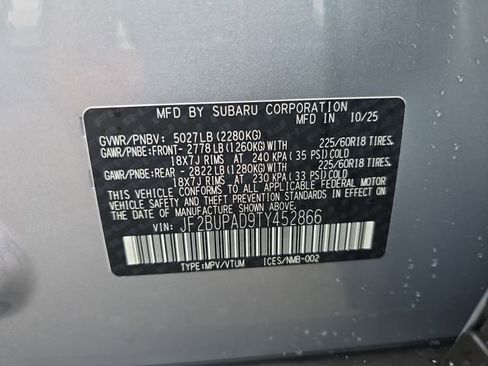 MFD BY SUBARU CORPORATION
MFD IN 10/25
GVWR/PNBV: 5027LB (2280KG)
GAWR/PNBE:FRONT- 2778LB (1260KG)WITH 225/60R18 TIRES.
18X7J RIMS AT 240 KPA (35 PSI)COLD
GAWR/PNBE:REAR - 2822LB (1280KG)WITH 225/60R18 TIRES.
18X7J RIMS AT 230 KPA (33 PSI)COLD
THIS VEHICLE CONFORMS TO ALL APPLICABLE FEDERAL MOTOR
VEHICLE SAFETY AND BUMPER STANDARDS IN EFFECT ON
THE DATE OF MANUFACTURE SHOWN ABOVE.
VIN: JF2BUPAD9TY452866
TYPE:MPV/VTUM ICES/NMB-002